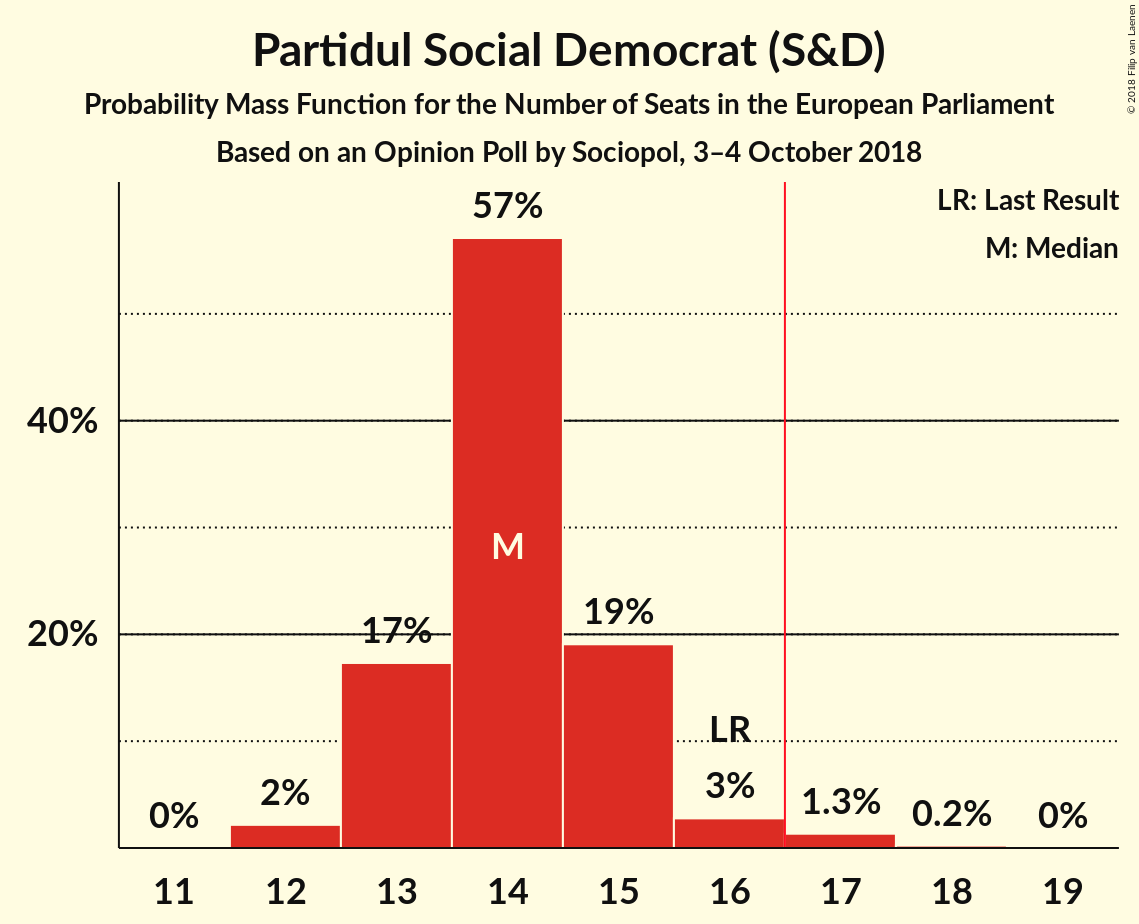 Partidul Social Democrat (S&D)
Probability Mass Function for the Number of Seats in the European Parliament
Based on an Opinion Poll by Sociopol, 3–4 October 2018
© 2018 Filip van Laenen
LR: Last Result
M: Median
57%
40%
M
20%
17%
19%
LR
0%
2%
3%
1.3%
0.2%
0%
11 12 13 14 15 16 17 18 19